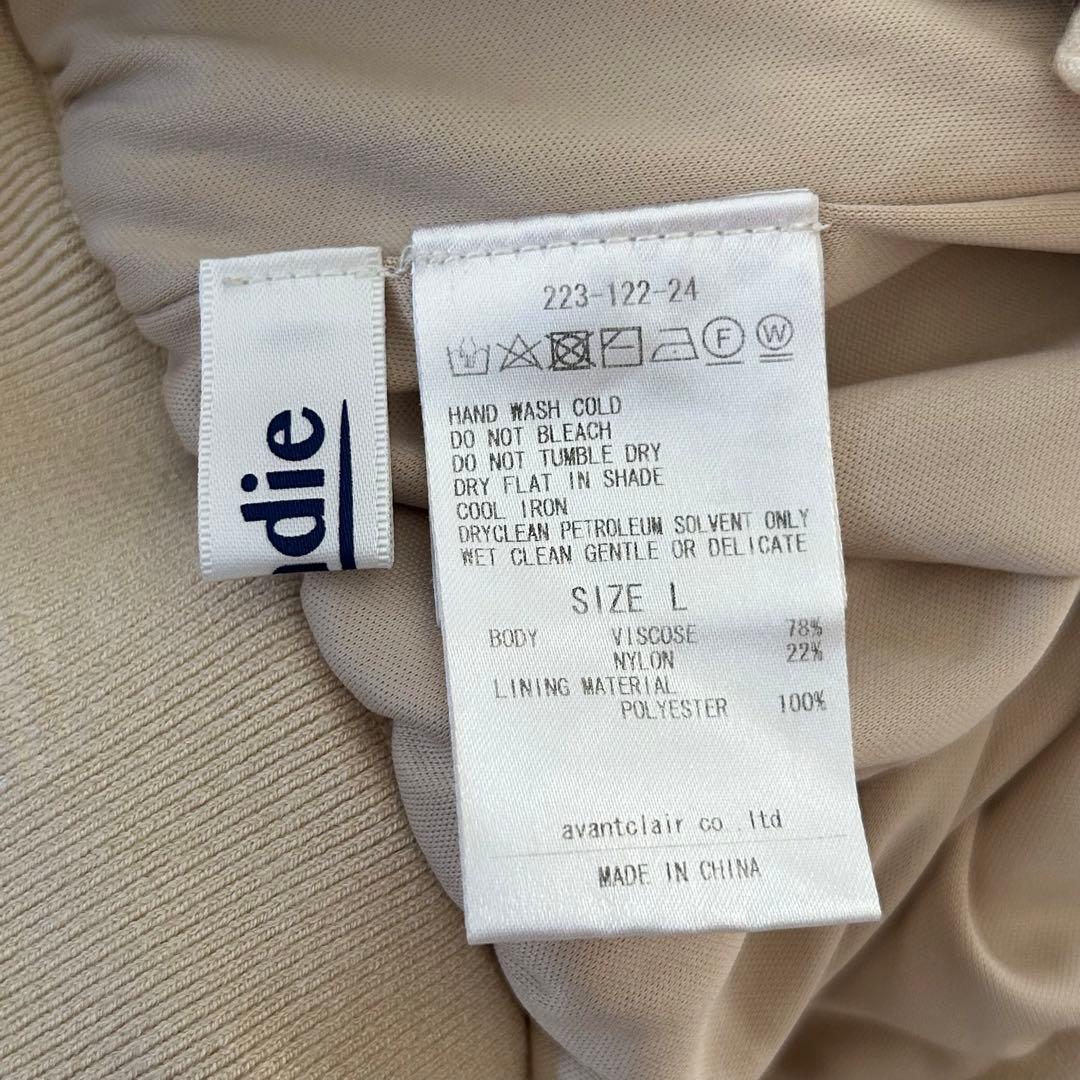 die
223-122-24
F W
HAND WASH COLD
DO NOT BLEACH
DO NOT TUMBLE DRY
DRY FLAT IN SHADE
COOL IRON
DRYCLEAN PETROLEUM SOLVENT ONLY
WET CLEAN GENTLE OR DELICATE
SIZE L
BODY VISCOSE 78%
NYLON 22%
LINING MATERIAL
POLYESTER 100%
avantclair co .ltd
MADE IN CHINA